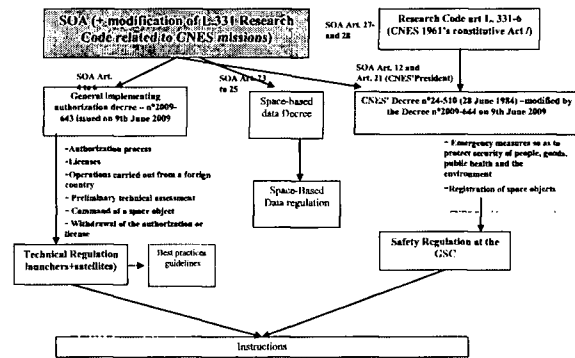 SOA (+ modification of L.331 Research
Code related to CNES missions)
SOA Art. 27-
and 28
Research Code art L. 331-6
(CNES 1961's constitutive Act /)
SOA Art.
4 to 6
SOA Art. 23
to 25
SOA Art. 12 and
Art. 21 (CNES'President)
General implementing
authorization decree – n°2009-
643 issued on 9th June 2009
Space-based
data Decree
CNES' Decree n°24-510 (28 June 1984) – modified by
the Decree n°2009-664 on 9th June 2009
-Authorization process
-Licenses
-Operations carried out from a foreign
country
- Preliminary technical assessment
- Command of a space object
- Withdrawal of the authorization or
license
Space-Based
Data regulation
- Emergency measures so as to
protect security of people, goods,
public health and the
environment
-Registration of space objects
Technical Regulation
launchers+satellites)
Best practices
guidelines
Safety Regulation at the
GSC
Instructions